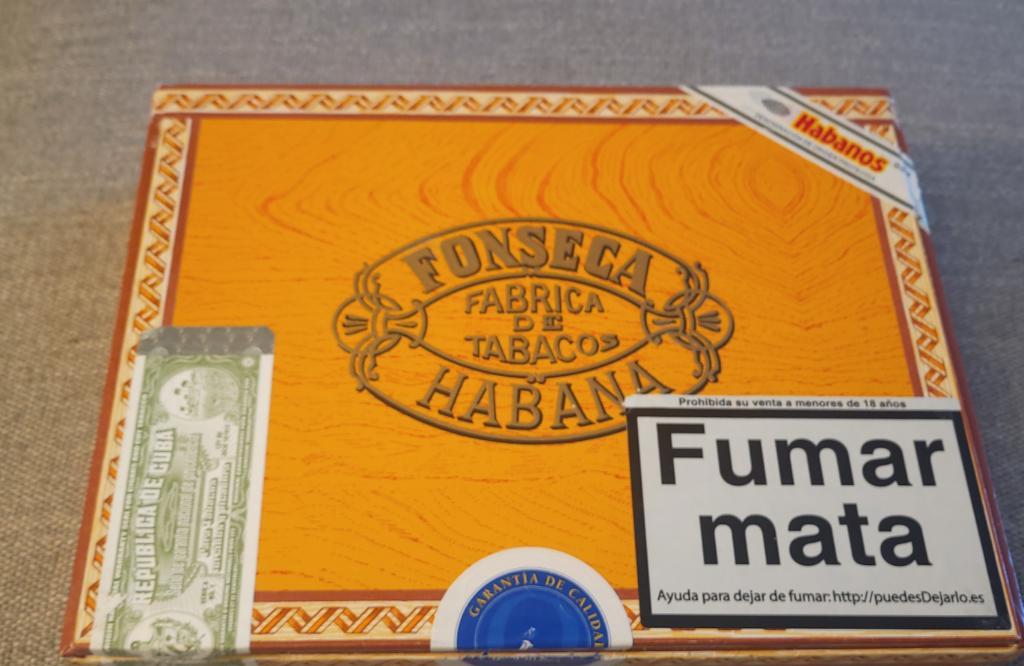 Habanos
FONSECA
FABRICA
DE
TABACOS
HABANA
Prohibida su venta a menores de 18 años
Fumar
mata
Ayuda para dejar de fumar: http://puedesDejarlo.es
REPUBLICA DE CUBA
GARANTIA DE CALIDAD